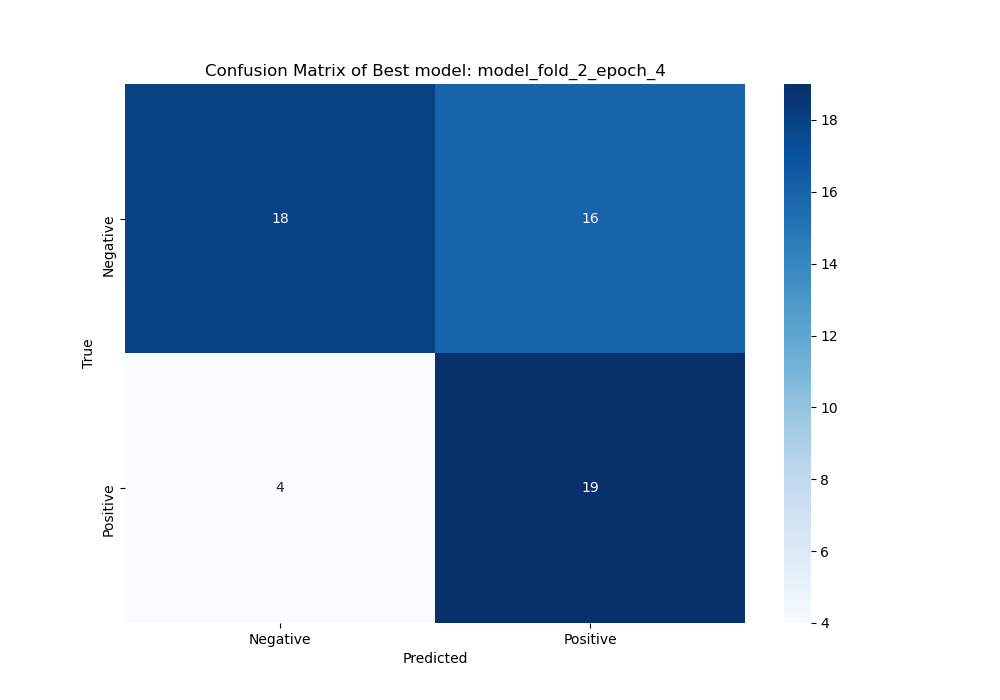 Confusion Matrix of Best model: model_fold_2_epoch_4
True
Negative
Positive
18
16
4
19
Negative
Positive
Predicted
18
16
14
12
10
8
6
4